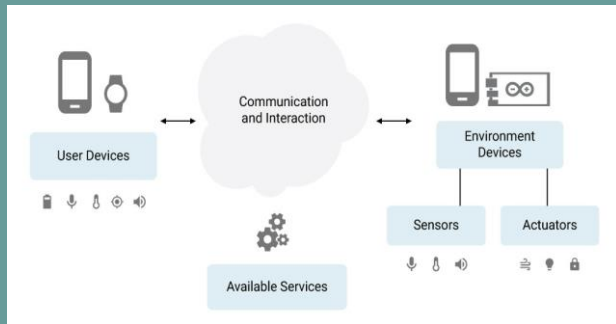 Communication
and Interaction
User Devices
Environment
Devices
Sensors
Actuators
Available Services